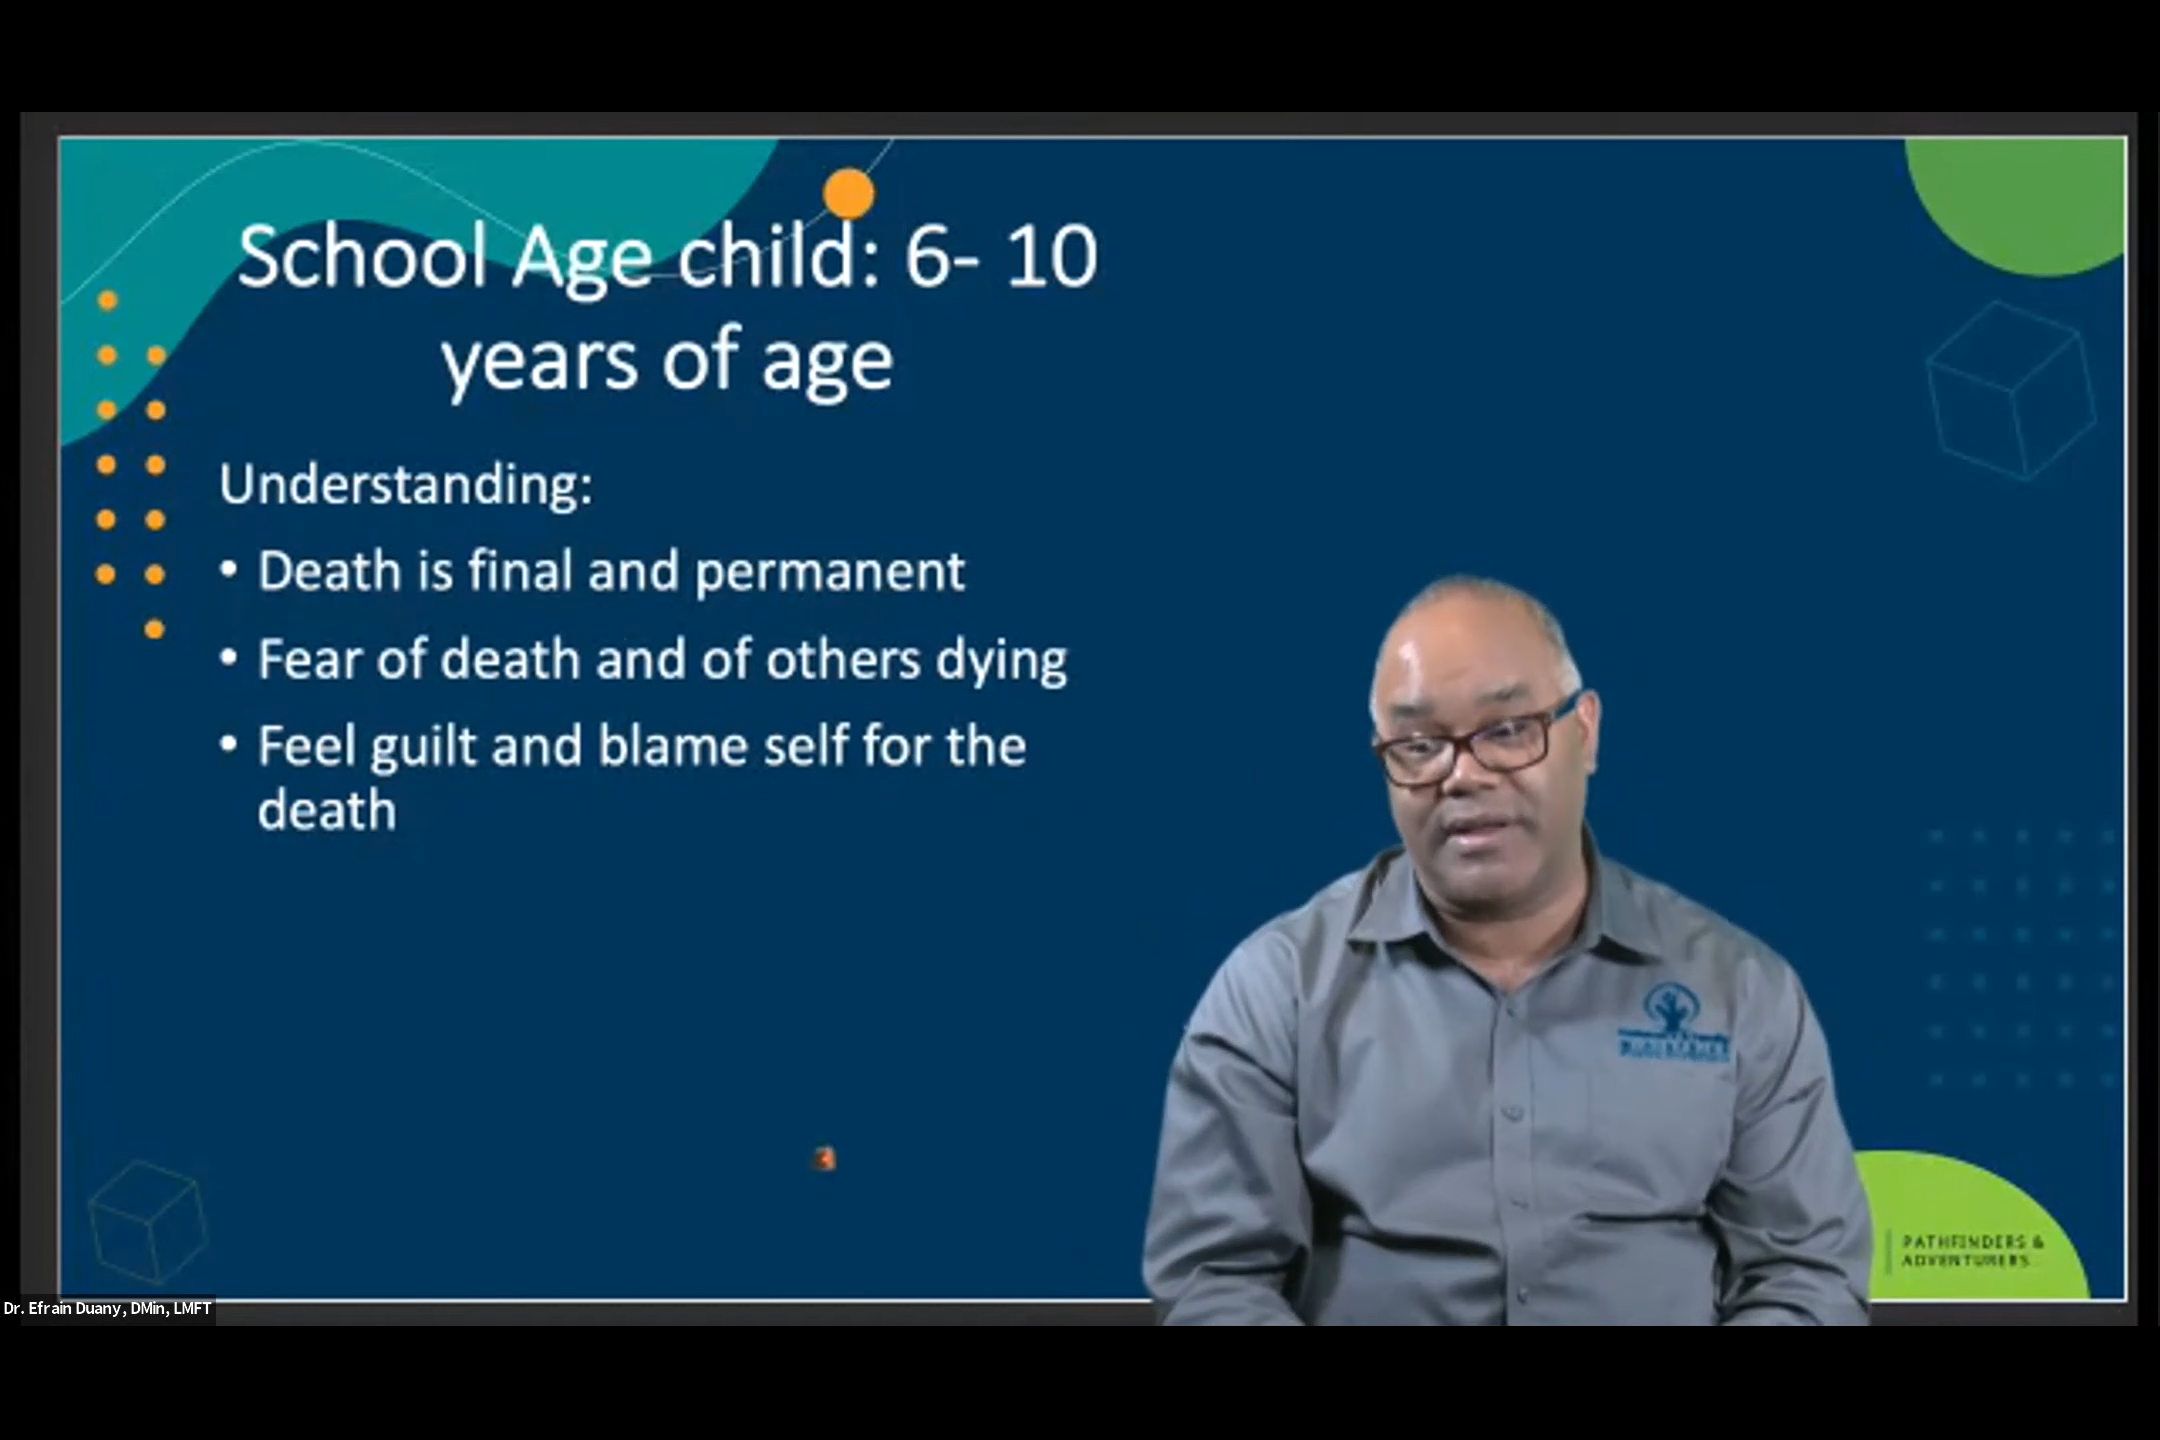 School Age child: 6- 10
years of age
Understanding:
• Death is final and permanent
• Fear of death and of others dying
• Feel guilt and blame self for the
death
PATHFINDERS &
ADVENTURERS
Dr. Efrain Duany, DMin, LMFT